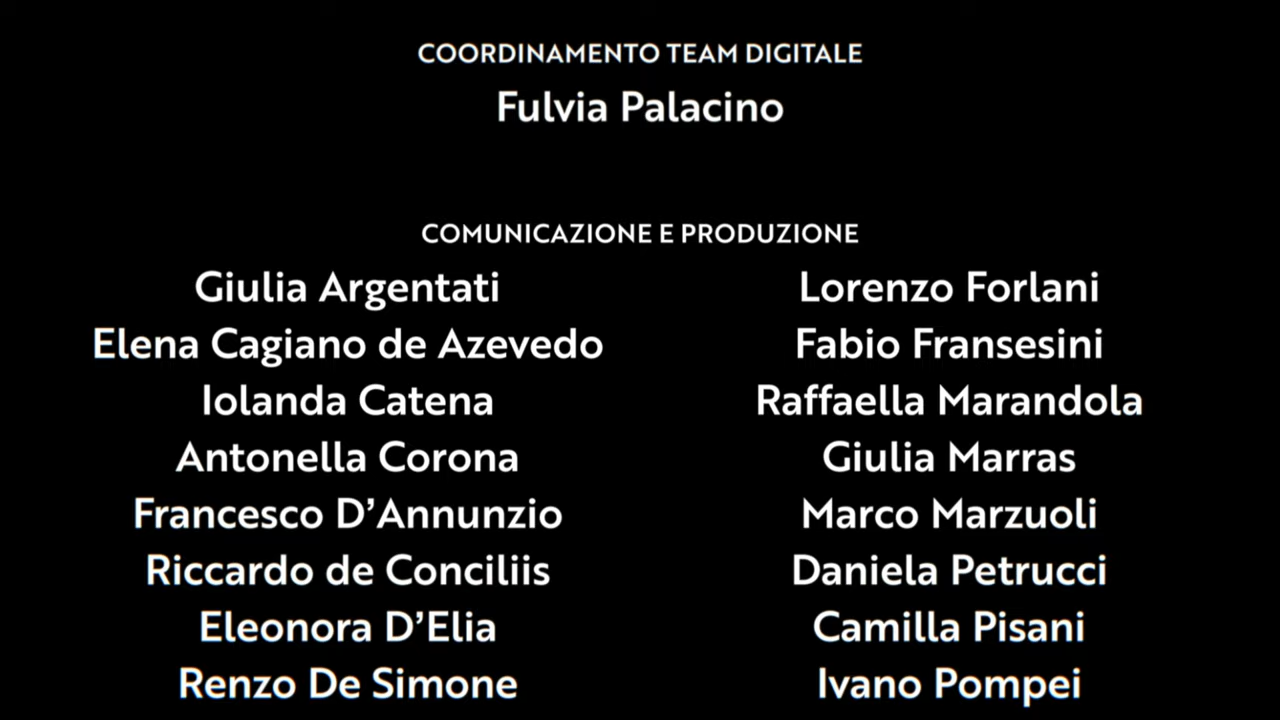 COORDINAMENTO TEAM DIGITALE
Fulvia Palacino
COMUNICAZIONE E PRODUZIONE
Giulia Argentati
Elena Cagiano de Azevedo
Iolanda Catena
Antonella Corona
Francesco D’Annunzio
Riccardo de Conciliis
Eleonora D’Elia
Renzo De Simone
Lorenzo Forlani
Fabio Fransesini
Raffaella Marandola
Giulia Marras
Marco Marzuoli
Daniela Petrucci
Camilla Pisani
Ivano Pompei